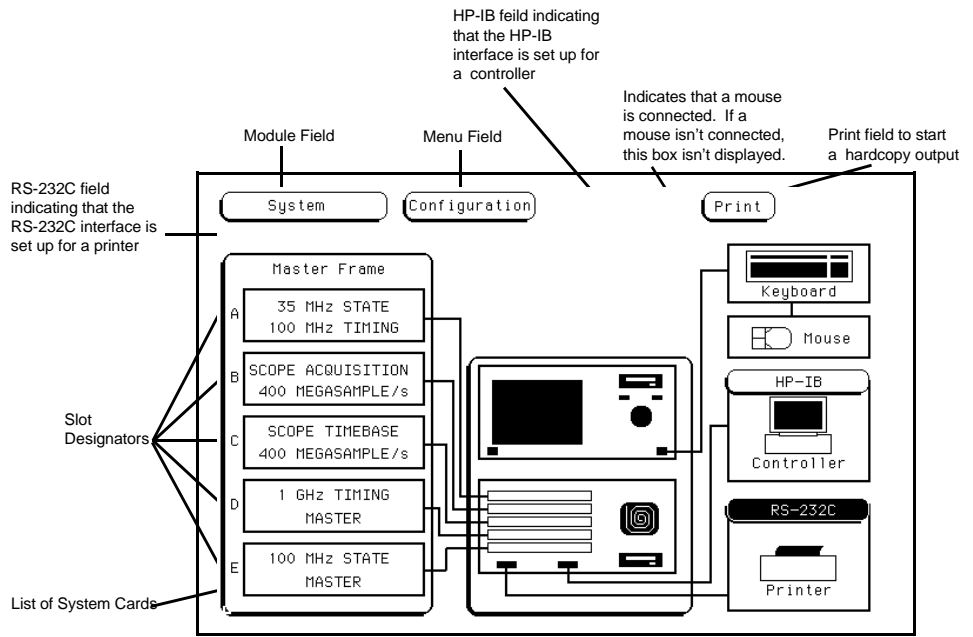 HP-IB feild indicating
that the HP-IB
interface is set up for
a controller
Indicates that a mouse
is connected. If a
mouse isn't connected,
this box isn't displayed.
Print field to start
a hardcopy output
Module Field
Menu Field
RS-232C field
indicating that the
RS-232C interface is
set up for a printer
System
Configuration
Print
Master Frame
A
35 MHz STATE
100 MHz TIMING
B
SCOPE ACQUISITION
400 MEGASAMPLE/s
C
SCOPE TIMEBASE
400 MEGASAMPLE/s
D
1 GHz TIMING
MASTER
E
100 MHz STATE
MASTER
Slot
Designators
List of System Cards
Keyboard
Mouse
HP-IB
Controller
RS-232C
Printer